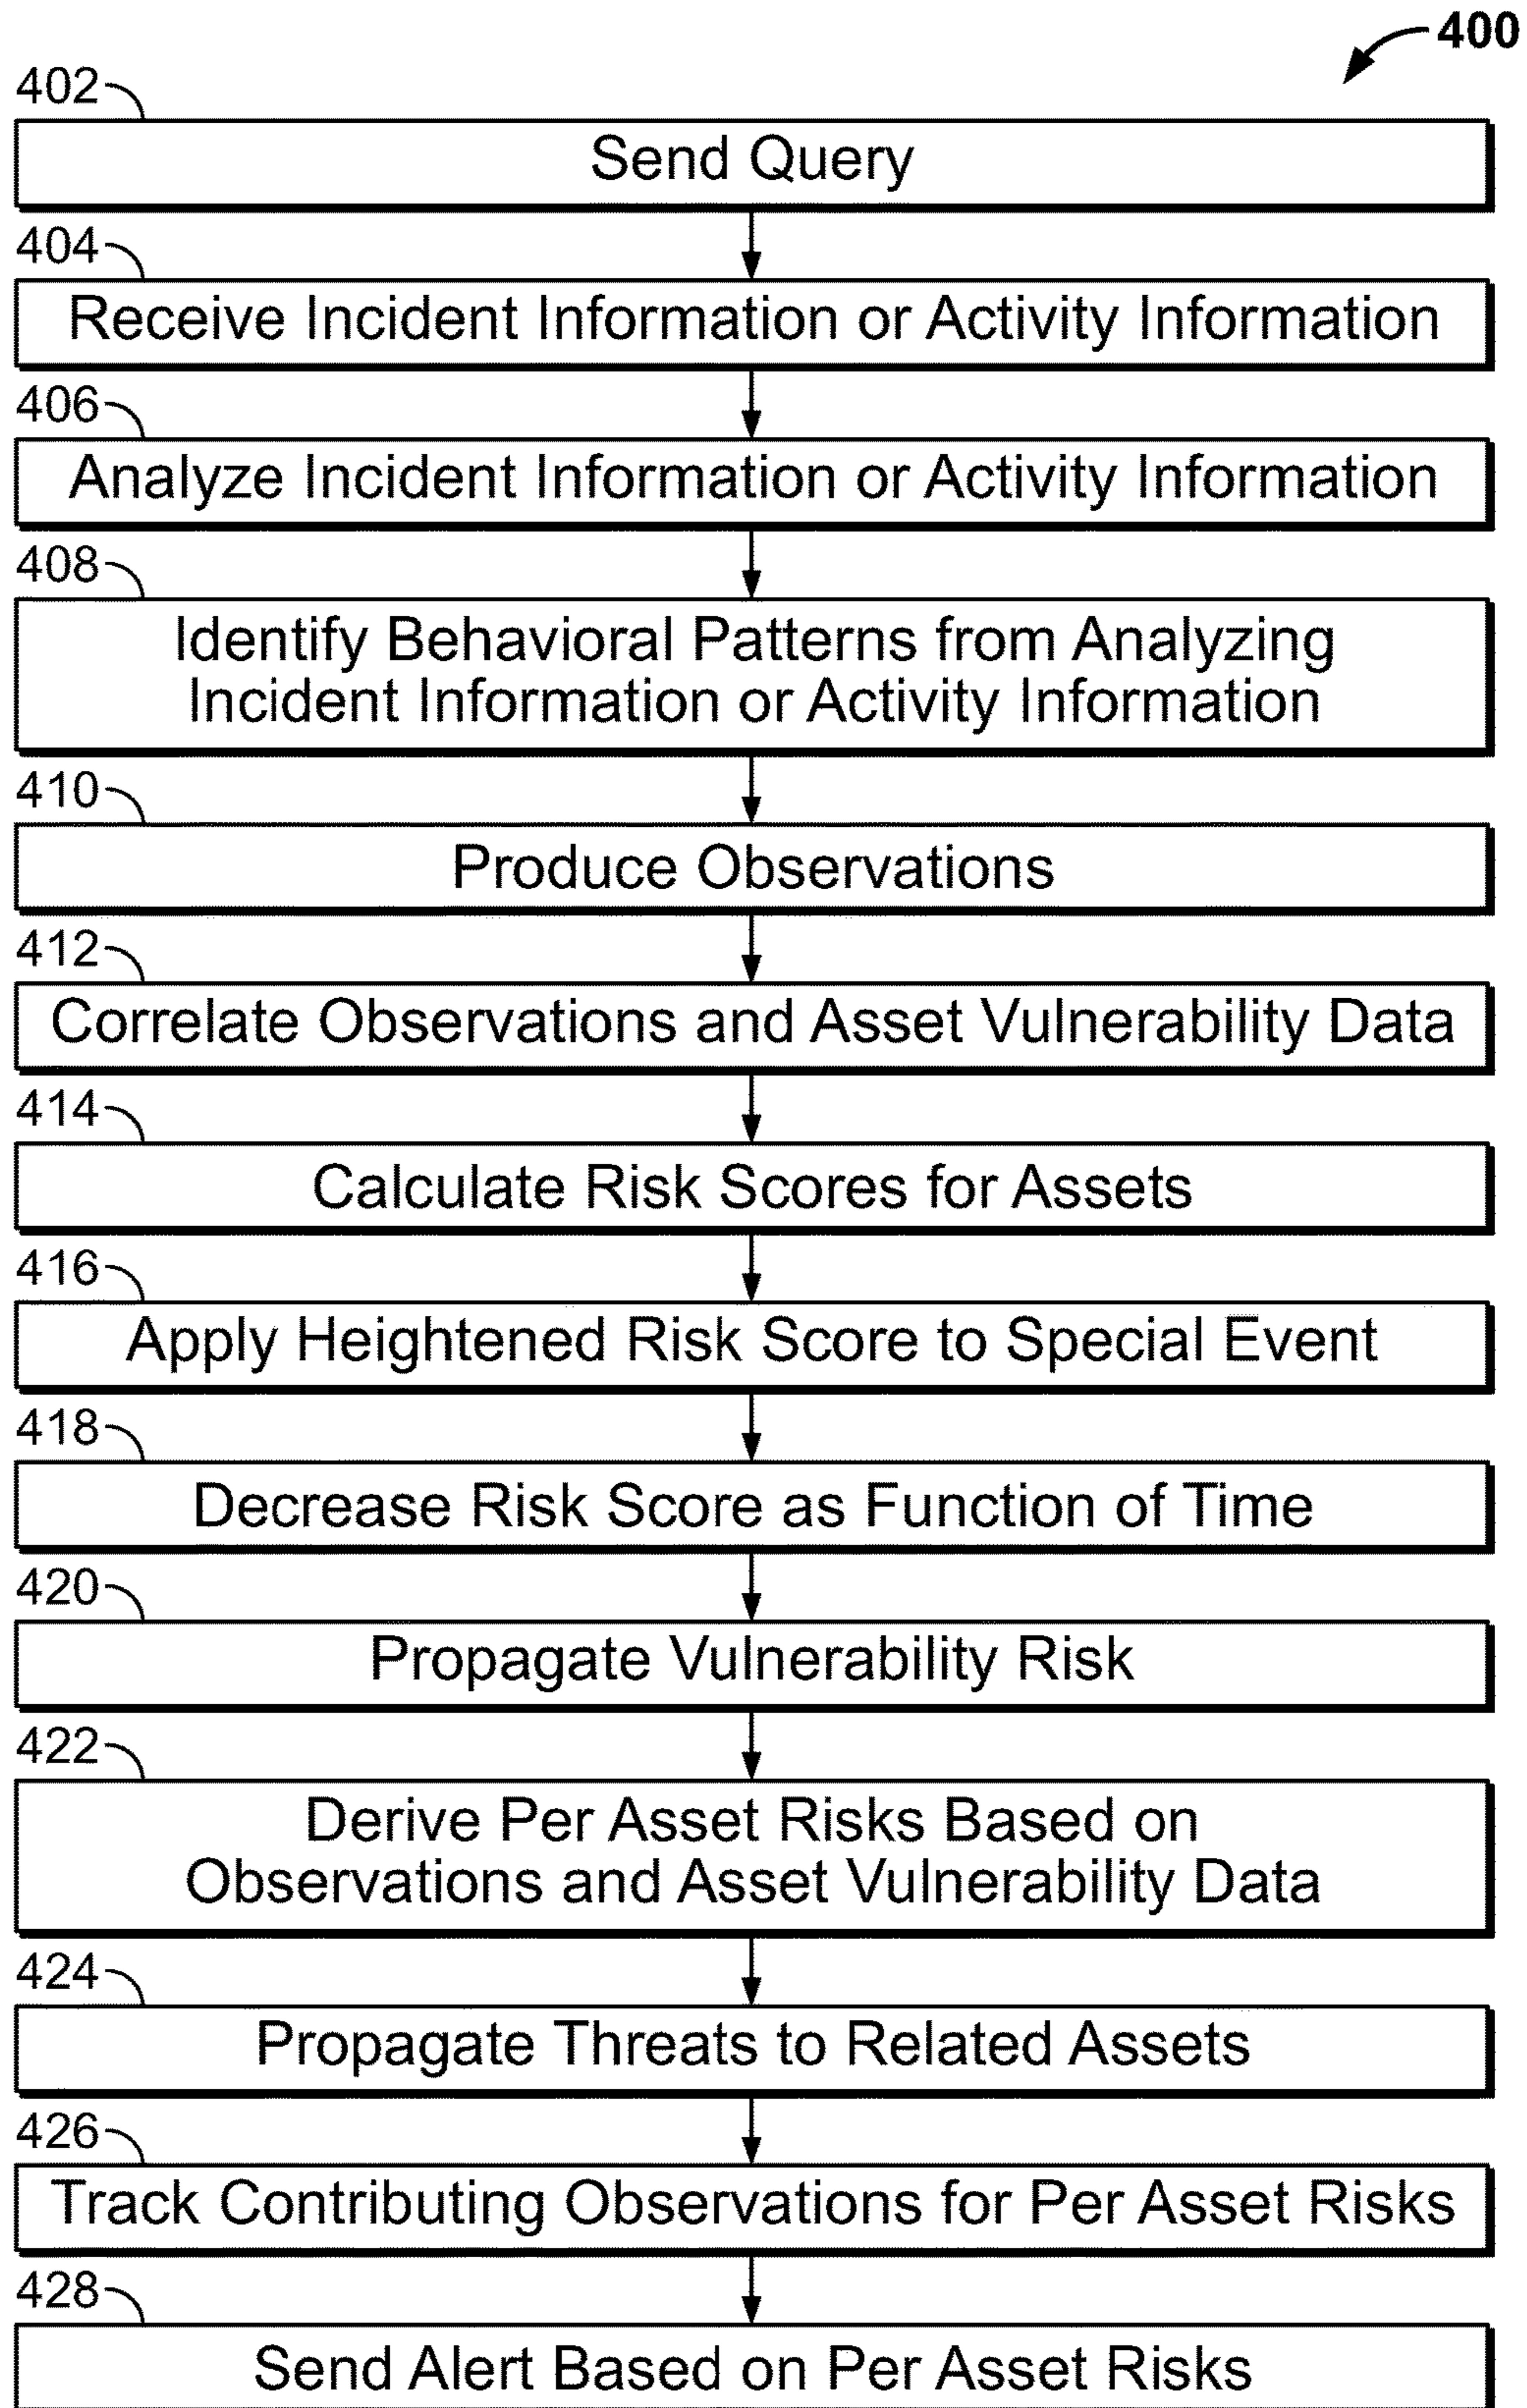 400
402
Send Query
404
Receive Incident Information or Activity Information
406
Analyze Incident Information or Activity Information
408
Identify Behavioral Patterns from Analyzing
Incident Information or Activity Information
410
Produce Observations
412
Correlate Observations and Asset Vulnerability Data
414
Calculate Risk Scores for Assets
416
Apply Heightened Risk Score to Special Event
418
Decrease Risk Score as Function of Time
420
Propagate Vulnerability Risk
422
Derive Per Asset Risks Based on
Observations and Asset Vulnerability Data
424
Propagate Threats to Related Assets
426
Track Contributing Observations for Per Asset Risks
428
Send Alert Based on Per Asset Risks